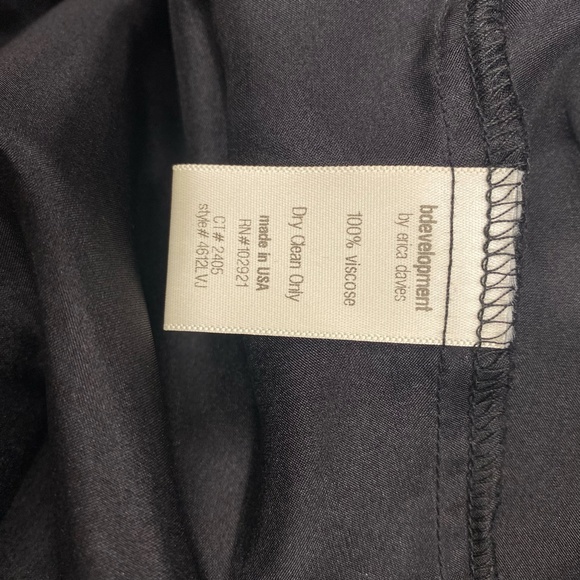 bdevelopment
by erica davies
100% viscose
Dry Clean Only
made in USA
RN#102921
CT# 2405
style# 4612LVJ